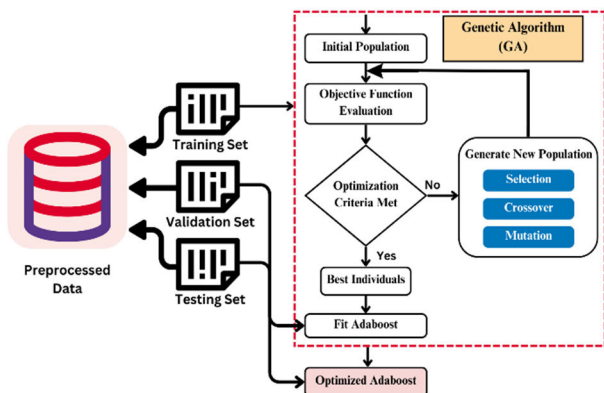 Initial Population
Genetic Algorithm
(GA)
Objective Function
Evaluation
Training Set
Generate New Population
Selection
Crossover
Mutation
Optimization
Criteria Met
No
Yes
Validation Set
Preprocessed
Data
Testing Set
Best Individuals
Fit Adaboost
Optimized Adaboost